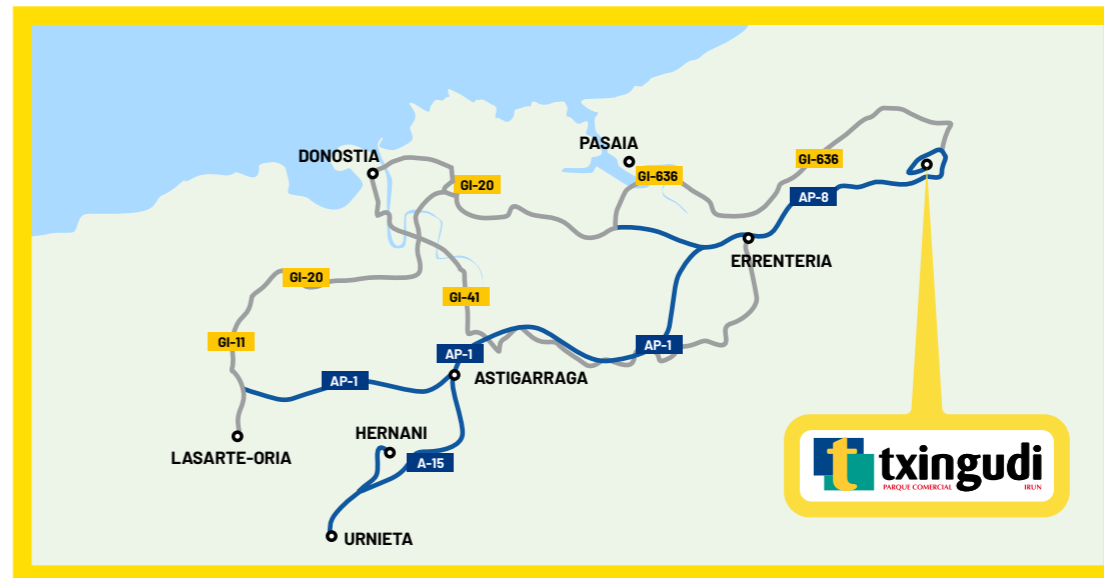 PASAIA
DONOSTIA
GI-636
GI-636
GI-20
AP-8
ERRENTERIA
GI-20
GI-41
GI-11
AP-1
AP-1
AP-1
ASTIGARRAGA
HERNANI
LASARTE-ORIA
A-15
URNIETA
txingudi
PARQUE COMERCIAL IRUN